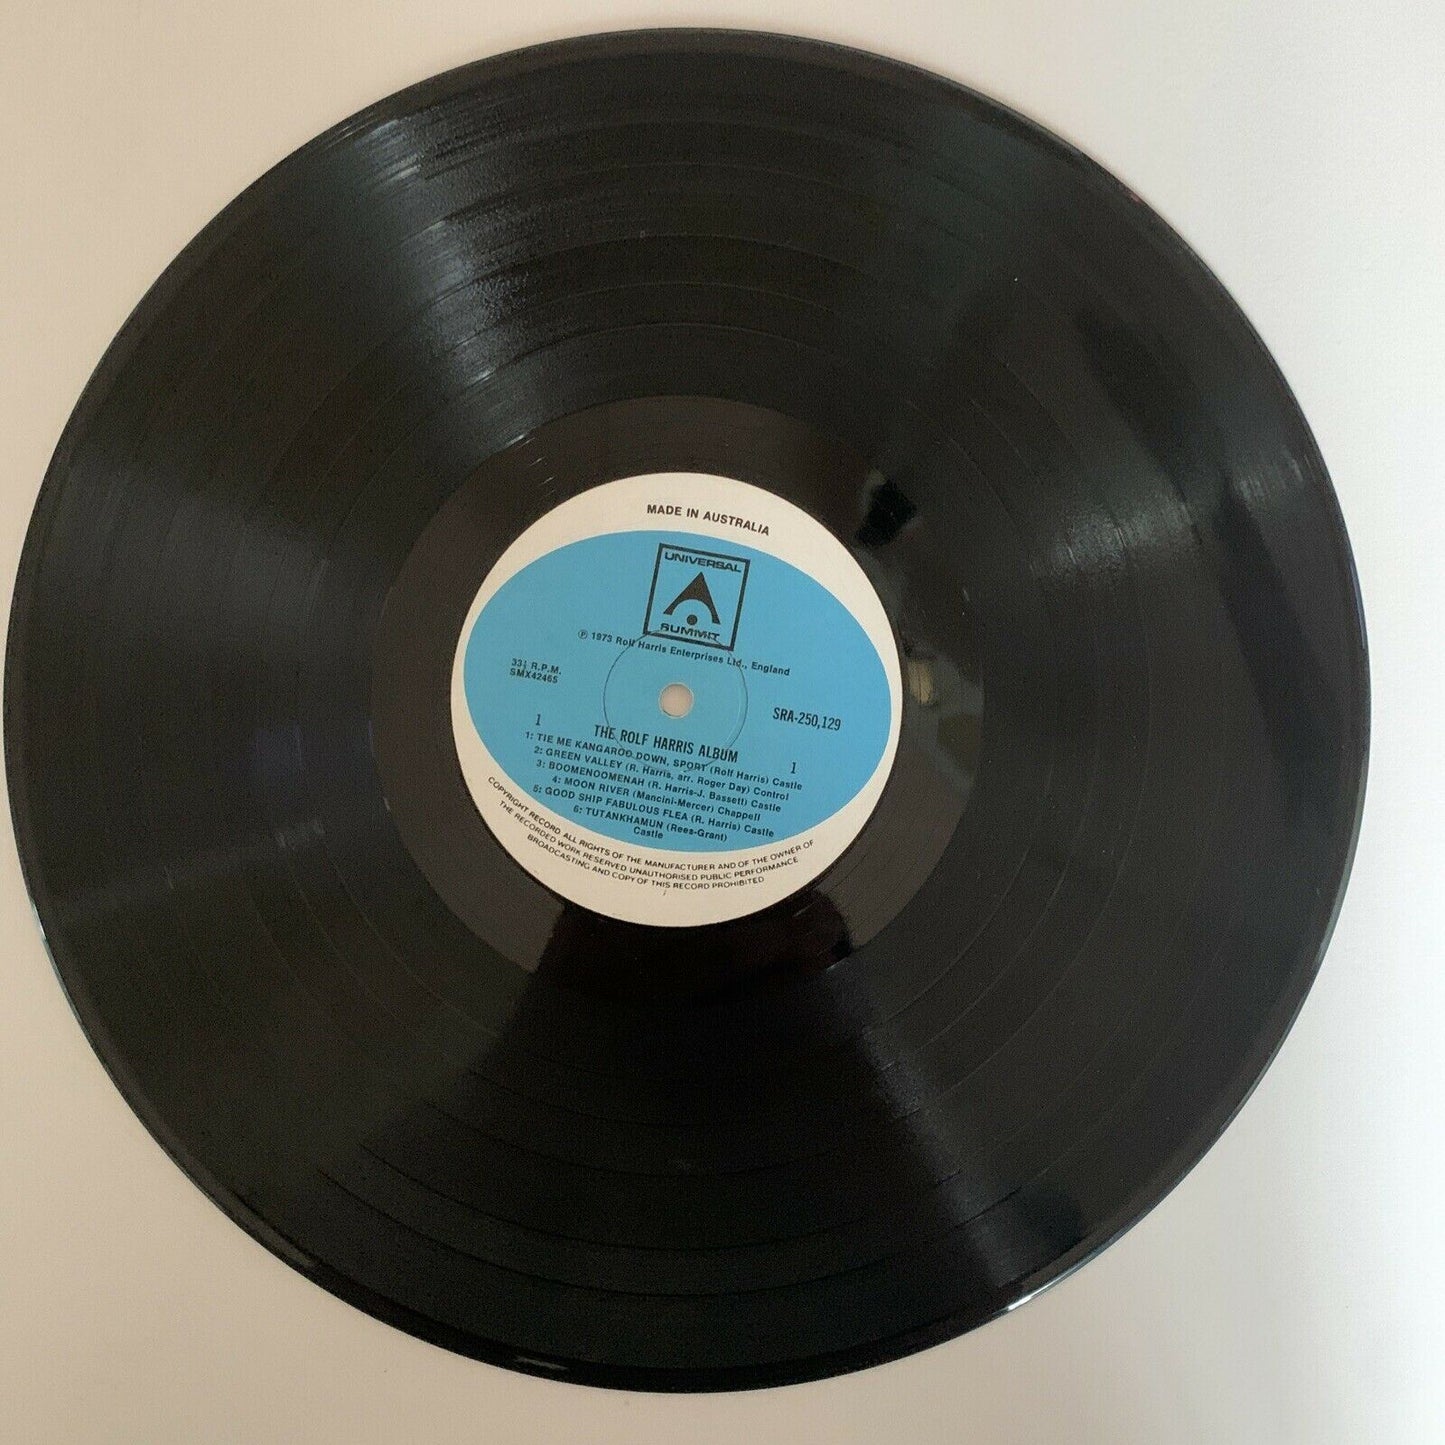 MADE IN AUSTRALIA
UNIVERSAL
SUMMIT
℗ 1973 Rolf Harris Enterprises Ltd., England
33⅓ R.P.M.
SMX42465
SRA-250,129
1
1
THE ROLF HARRIS ALBUM
1: TIE ME KANGAROO DOWN, SPORT (Rolf Harris) Castle
2: GREEN VALLEY (R. Harris, arr. Roger Day) Control
3: BOOMENOOMENAH (R. Harris-J. Bassett) Castle
4: MOON RIVER (Mancini-Mercer) Chappell
5: GOOD SHIP FABULOUS FLEA (R. Harris) Castle
6: TUTANKHAMUN (Rees-Grant)
Castle
COPYRIGHT RECORD ALL RIGHTS OF THE MANUFACTURER AND OF THE OWNER OF
THE RECORDED WORK RESERVED UNAUTHORISED PUBLIC PERFORMANCE
BROADCASTING AND COPY OF THIS RECORD PROHIBITED